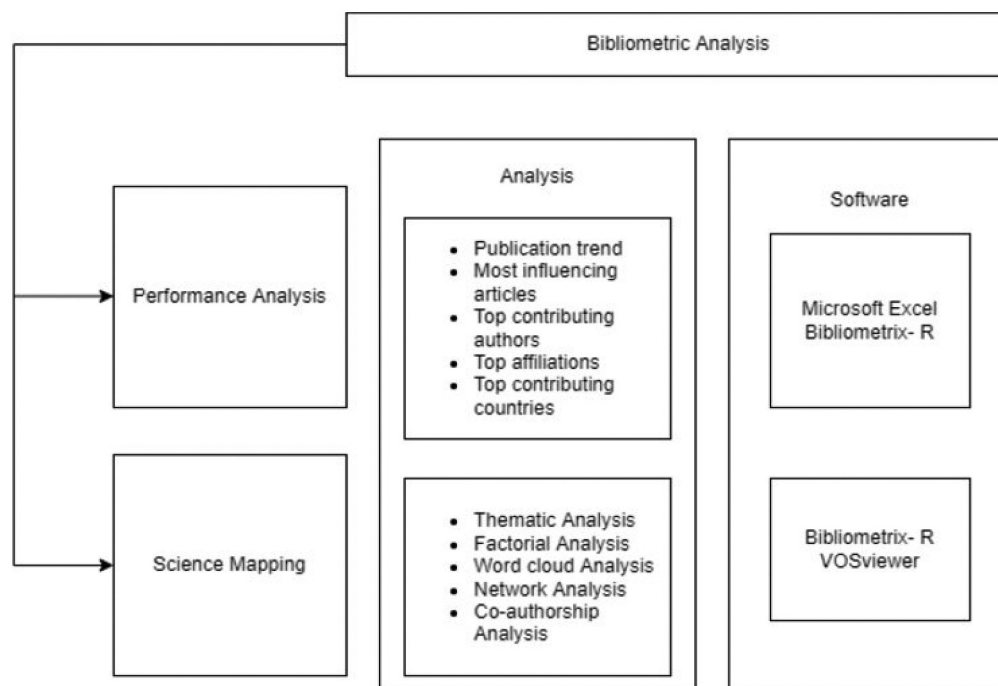 Bibliometric Analysis
Analysis
Software
Performance Analysis
• Publication trend
• Most influencing
articles
• Top contributing
authors
• Top affiliations
• Top contributing
countries
Microsoft Excel
Bibliometrix- R
Science Mapping
• Thematic Analysis
• Factorial Analysis
• Word cloud Analysis
• Network Analysis
• Co-authorship
Analysis
Bibliometrix- R
VOSviewer